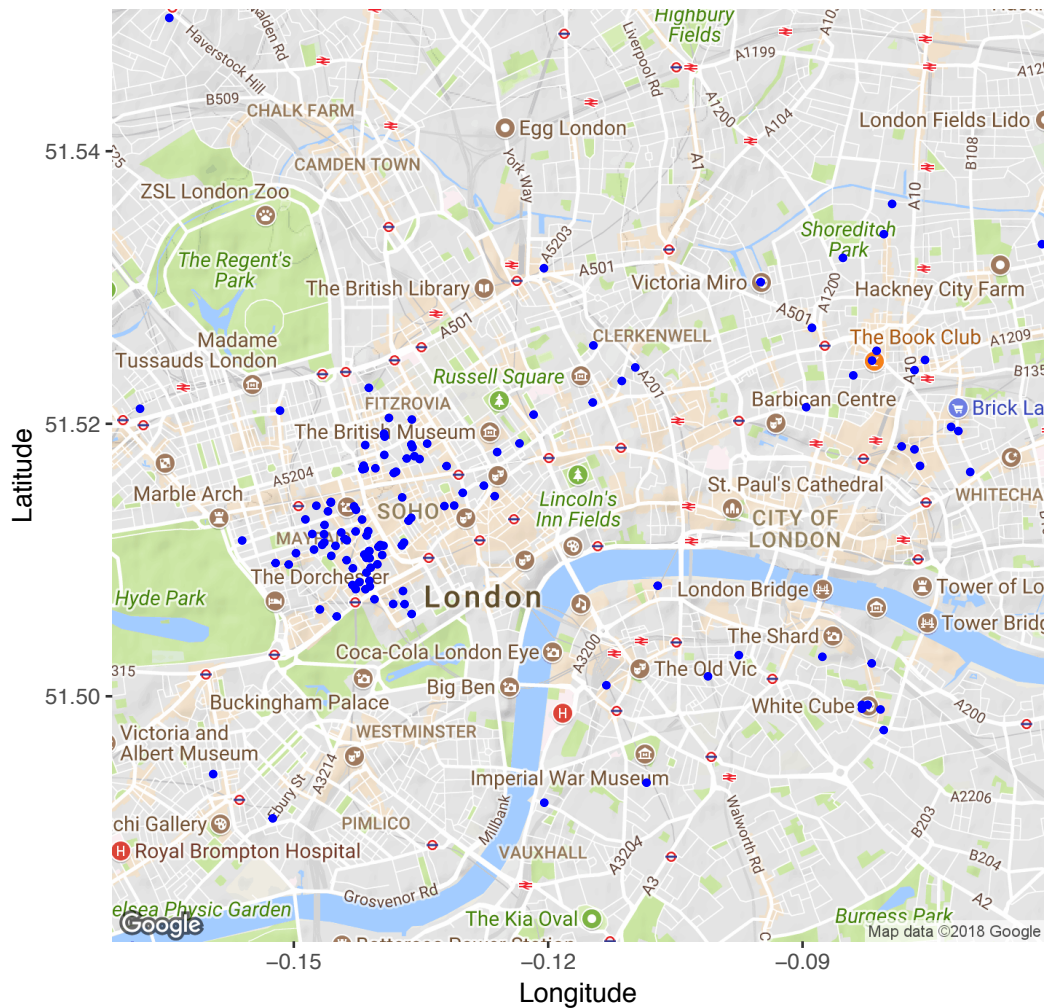 Highbury
Fields
Haverstock Hill
Liverpool Rd
A1199
B509
CHALK FARM
A1200
A104
Egg London
London Fields Lido
51.54
CAMDEN TOWN
York Way
A1
B108
A10
ZSL London Zoo
Shoreditch
Park
The Regent's
Park
A5203
A501
The British Library
Victoria Miro
A1200
Hackney City Farm
A501
A501
CLERKENWELL
The Book Club
A1209
Madame
Tussauds London
A10
B135
Russell Square
A201
FITZROVIA
Barbican Centre
Brick La
51.52
The British Museum
A5204
Marble Arch
St. Paul's Cathedral
WHITECHA
SOHO
Lincoln's
Inn Fields
CITY OF
LONDON
MAYFAIR
The Dorchester
Hyde Park
London
London Bridge
Tower of Lo
The Shard
Tower Bridg
315
Coca-Cola London Eye
A3200
The Old Vic
51.50
Big Ben
Buckingham Palace
White Cube
A200
WESTMINSTER
Victoria and
Albert Museum
A3214
Imperial War Museum
Ebury St
Millbank
A2206
chi Gallery
PIMLICO
Walworth Rd
B203
H Royal Brompton Hospital
VAUXHALL
A3204
B204
Grosvenor Rd
A3
A2
elsea Physic Garden
The Kia Oval
Burgess Park
Google
Map data ©2018 Google
Battersea Power Station
−0.15
−0.12
−0.09
Longitude
Latitude